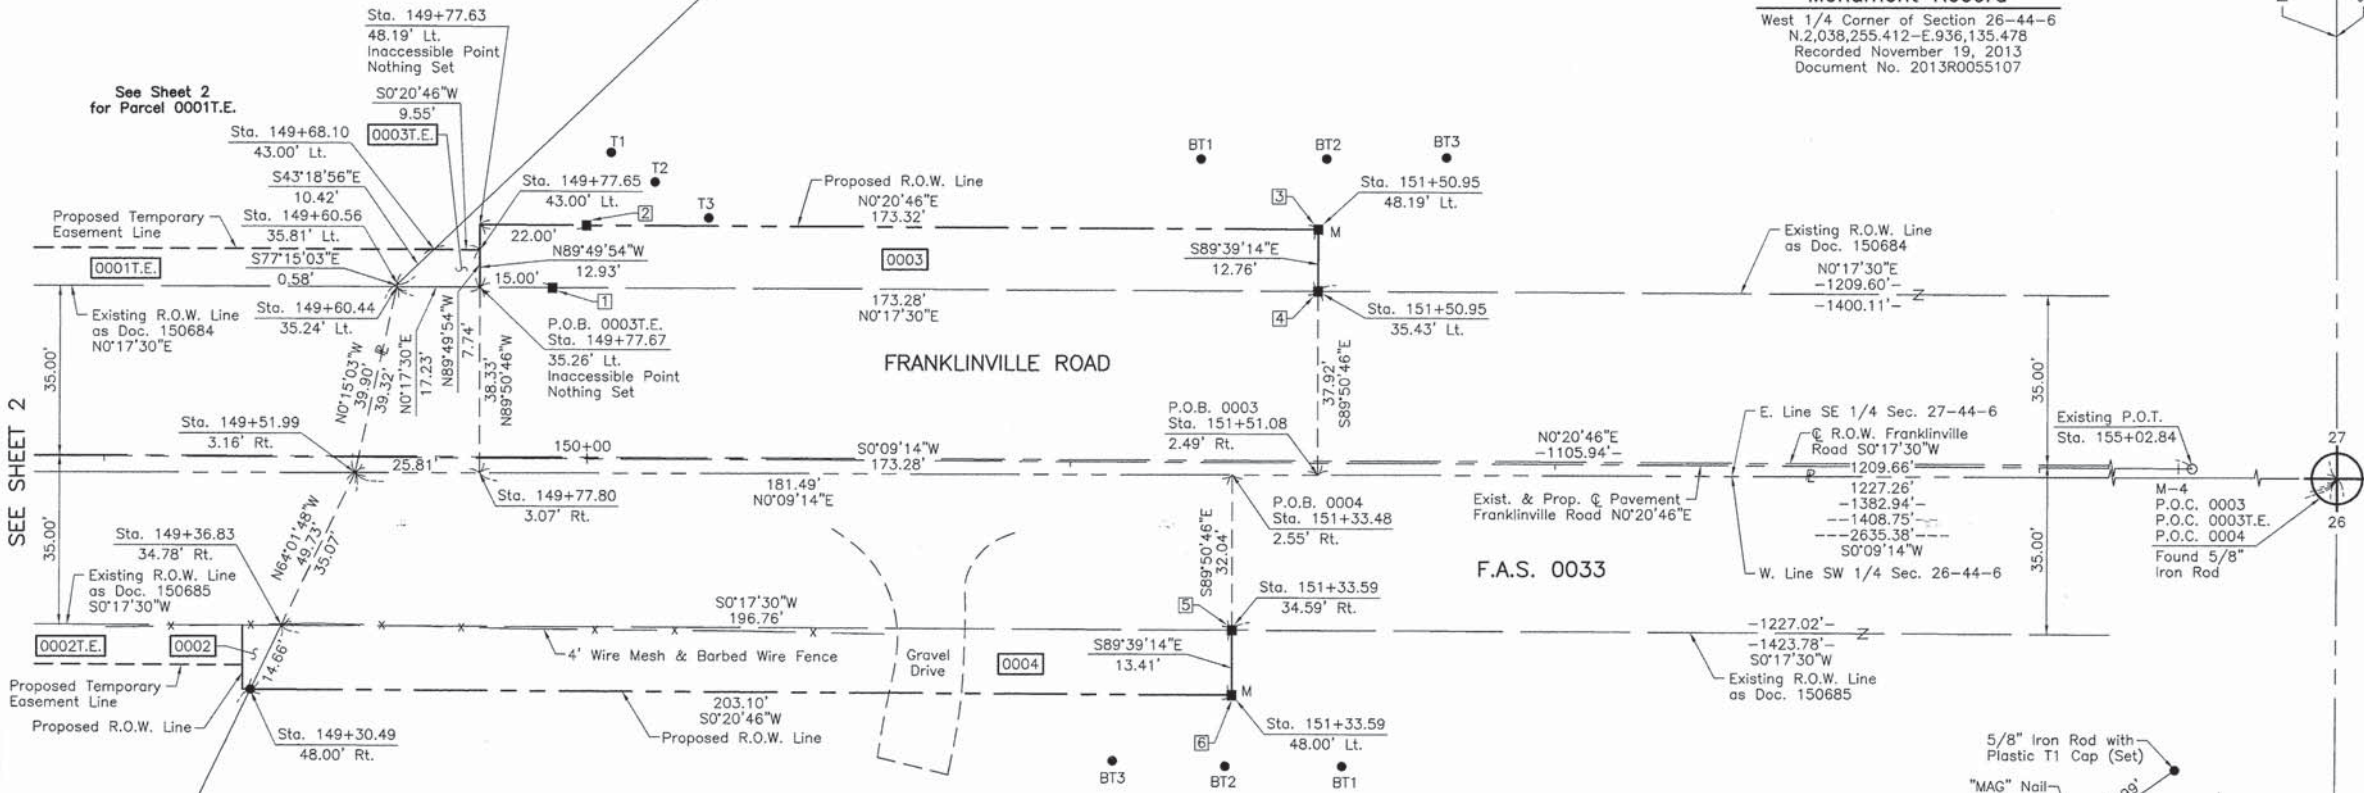 Monument Record
West 1/4 Corner of Section 26-44-6
N.2,038,255.412-E.936,135.478
Recorded November 19, 2013
Document No. 2013R0055107
Sta. 149+77.63
48.19' Lt.
Inaccessible Point
Nothing Set
See Sheet 2
for Parcel 0001T.E.
S0°20'46"W
9.55'
0003T.E.
Sta. 149+68.10
43.00' Lt.
S43°18'56"E
10.42'
Proposed Temporary
Easement Line
Sta. 149+60.56
35.81' Lt.
0001T.E.
S77°15'03"E
0.58'
Existing R.O.W. Line
as Doc. 150684
N0°17'30"E
Sta. 149+60.44
35.24' Lt.
T1
T2
T3
Sta. 149+77.65
43.00' Lt.
2
22.00'
N89°49'54"W
12.93'
15.00'
1
P.O.B. 0003T.E.
Sta. 149+77.67
35.26' Lt.
Inaccessible Point
Nothing Set
Proposed R.O.W. Line
N0°20'46"E
173.32'
0003
173.28'
N0°17'30"E
BT1
BT2
BT3
3
Sta. 151+50.95
48.19' Lt.
M
S89°39'14"E
12.76'
4
Sta. 151+50.95
35.43' Lt.
Existing R.O.W. Line
as Doc. 150684
N0°17'30"E
-1209.60'-
-1400.11'-
Z
FRANKLINVILLE ROAD
35.00'
SEE SHEET 2
35.00'
N0°15'03"W
39.90'
39.32'
N0°17'30"E
17.23'
N89°49'54"W
7.74'
38.33'
N89°50'46"W
37.92'
S89°50'46"E
35.00'
Sta. 149+51.99
3.16' Rt.
25.81'
150+00
S0°09'14"W
173.28'
181.49'
N0°09'14"E
Sta. 149+77.80
3.07' Rt.
P.O.B. 0003
Sta. 151+51.08
2.49' Rt.
N0°20'46"E
-1105.94'-
E. Line SE 1/4 Sec. 27-44-6
℄ R.O.W. Franklinville
Road S0°17'30"W
Existing P.O.T.
Sta. 155+02.84
27
26
1209.66'
1227.26'
-1382.94'-
--1408.75'--
---2635.38'----
S0°09'14"W
W. Line SW 1/4 Sec. 26-44-6
M-4
P.O.C. 0003
P.O.C. 0003T.E.
P.O.C. 0004
Found 5/8"
Iron Rod
Exist. & Prop. ℄ Pavement
Franklinville Road N0°20'46"E
P.O.B. 0004
Sta. 151+33.48
2.55' Rt.
S89°50'46"E
32.04'
F.A.S. 0033
35.00'
Sta. 149+36.83
34.78' Rt.
N64°01'48"W
49.73'
35.07'
Existing R.O.W. Line
as Doc. 150685
S0°17'30"W
0002T.E.
0002
14.66'
Proposed Temporary
Easement Line
Proposed R.O.W. Line
Sta. 149+30.49
48.00' Rt.
S0°17'30"W
196.76'
4' Wire Mesh & Barbed Wire Fence
Gravel
Drive
0004
203.10'
S0°20'46"W
Proposed R.O.W. Line
5
Sta. 151+33.59
34.59' Rt.
S89°39'14"E
13.41'
M
6
Sta. 151+33.59
48.00' Lt.
BT3
BT2
BT1
-1227.02'-
-1423.78'-
Z
S0°17'30"W
Existing R.O.W. Line
as Doc. 150685
5/8" Iron Rod with
Plastic T1 Cap (Set)
"MAG" Nail